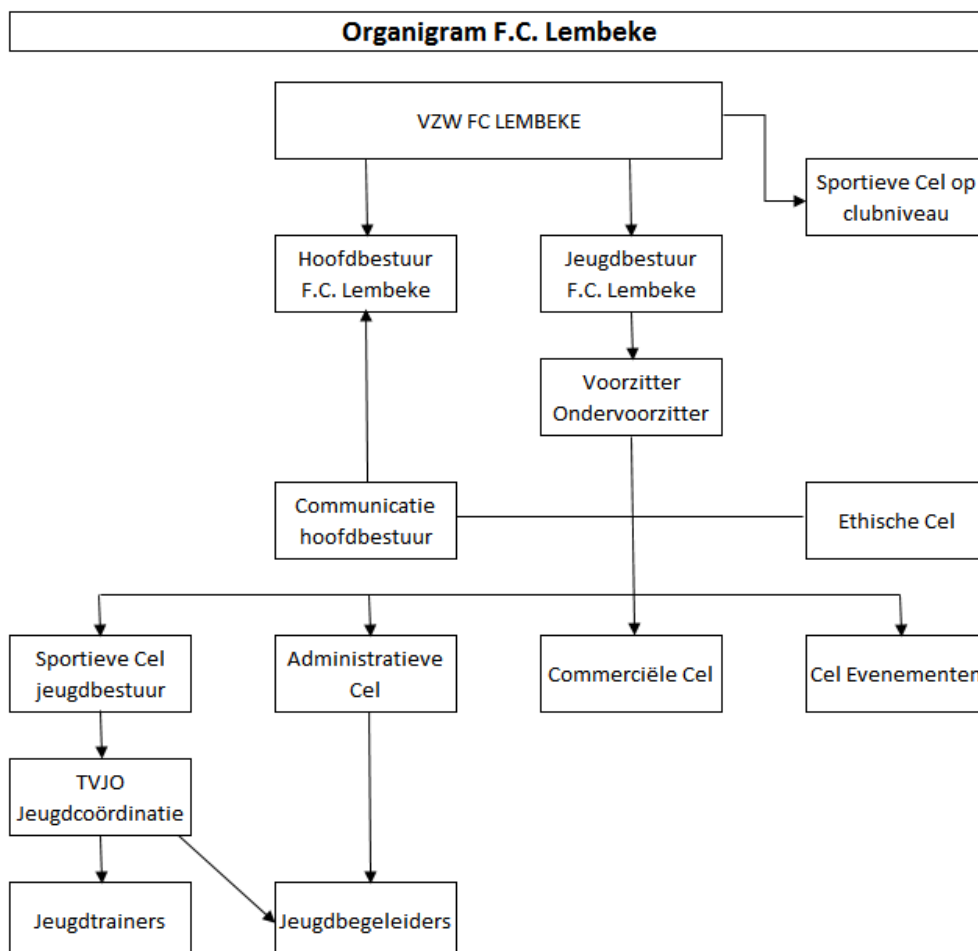 Organigram F.C. Lembeke
VZW FC LEMBEKE
Sportieve Cel op
clubniveau
Hoofdbestuur
F.C. Lembeke
Jeugdbestuur
F.C. Lembeke
Voorzitter
Ondervoorzitter
Communicatie
hoofdbestuur
Ethische Cel
Sportieve Cel
jeugdbestuur
Administratieve
Cel
Commerciële Cel
Cel Evenementen
TVJO
Jeugdcoördinatie
Jeugdtrainers
Jeugdbegeleiders